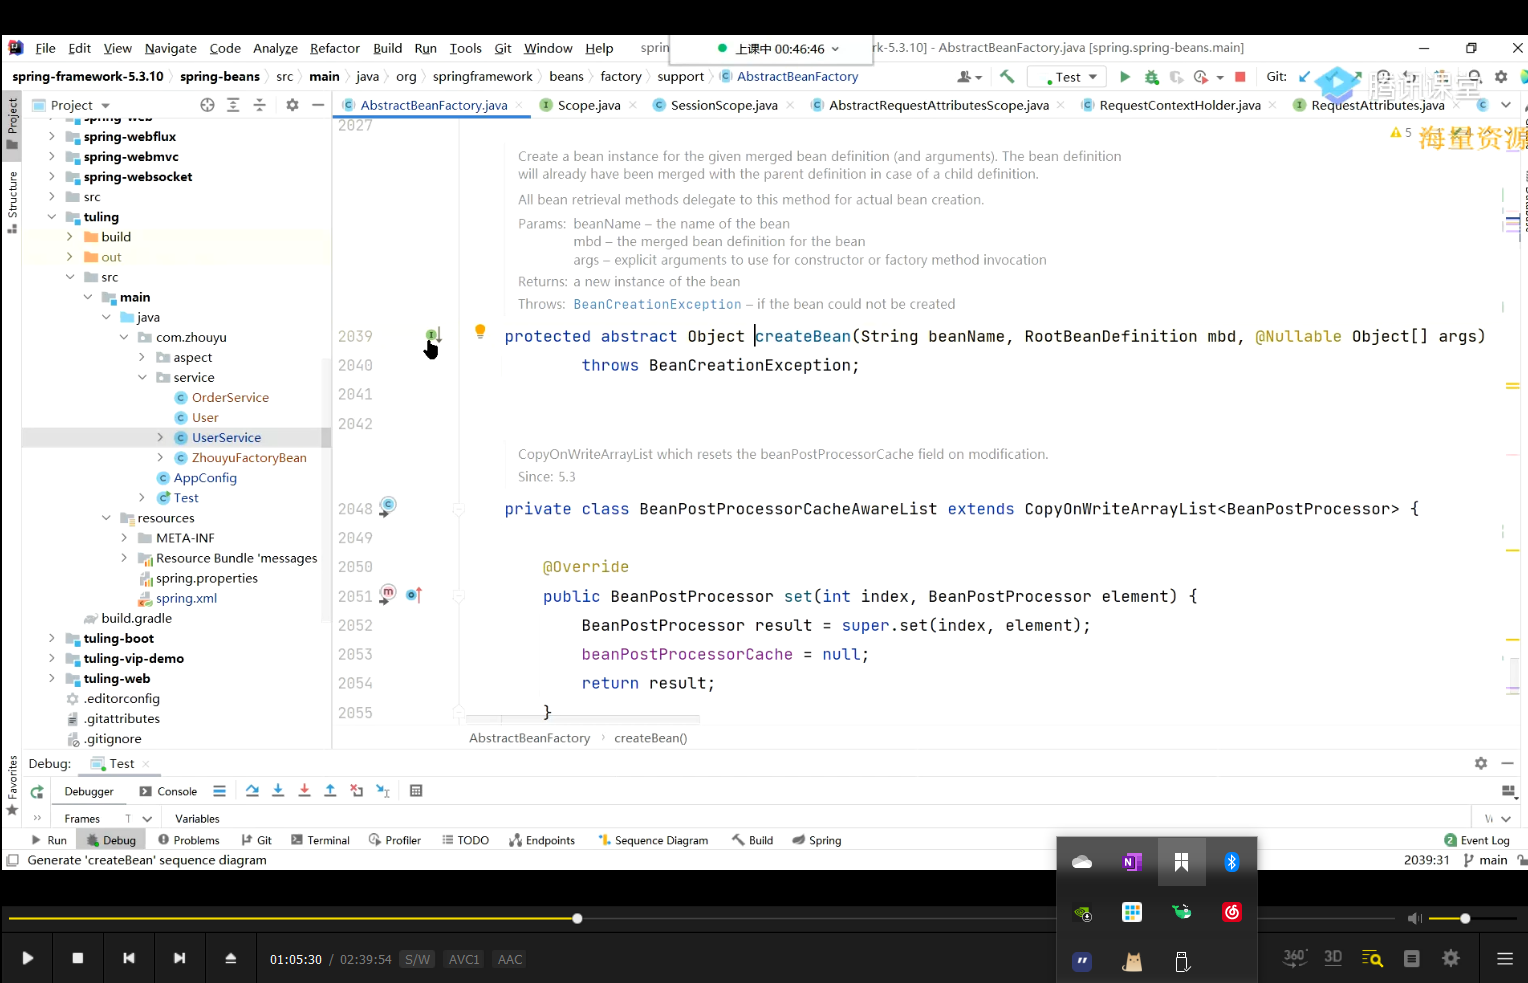 File Edit View Navigate Code Analyze Refactor Build Run Tools Git Window Help sprin 上课中 00:46:46 rk-5.3.10] - AbstractBeanFactory.java [spring.spring-beans.main]
spring-framework-5.3.10 spring-beans src main java org springframework beans factory support AbstractBeanFactory Test Git: 腾讯课堂
Project AbstractBeanFactory.java Scope.java SessionScope.java AbstractRequestAttributesScope.java RequestContextHolder.java RequestAttributes.java
Project
Structure
Favorites
spring-web
spring-webflux
spring-webmvc
spring-websocket
src
tuling
build
out
src
main
java
com.zhouyu
aspect
service
OrderService
User
UserService
ZhouyuFactoryBean
AppConfig
Test
resources
META-INF
Resource Bundle 'messages
spring.properties
spring.xml
build.gradle
tuling-boot
tuling-vip-demo
tuling-web
.editorconfig
.gitattributes
.gitignore
2027
5
海量资源
Create a bean instance for the given merged bean definition (and arguments). The bean definition
will already have been merged with the parent definition in case of a child definition.
All bean retrieval methods delegate to this method for actual bean creation.
Params: beanName – the name of the bean
mbd – the merged bean definition for the bean
args – explicit arguments to use for constructor or factory method invocation
Returns: a new instance of the bean
Throws: BeanCreationException – if the bean could not be created
2039 protected abstract Object createBean(String beanName, RootBeanDefinition mbd, @Nullable Object[] args)
2040 throws BeanCreationException;
2041
2042
CopyOnWriteArrayList which resets the beanPostProcessorCache field on modification.
Since: 5.3
2048 private class BeanPostProcessorCacheAwareList extends CopyOnWriteArrayList<BeanPostProcessor> {
2049
2050 @Override
2051 public BeanPostProcessor set(int index, BeanPostProcessor element) {
2052 BeanPostProcessor result = super.set(index, element);
2053 beanPostProcessorCache = null;
2054 return result;
2055 }
AbstractBeanFactory createBean()
Debug: Test
Debugger Console
Frames T Variables
Run Debug Problems Git Terminal Profiler TODO Endpoints Sequence Diagram Build Spring 2 Event Log
Generate 'createBean' sequence diagram 2039:31 main
01:05:30 / 02:39:54 S/W AVC1 AAC 360° 3D